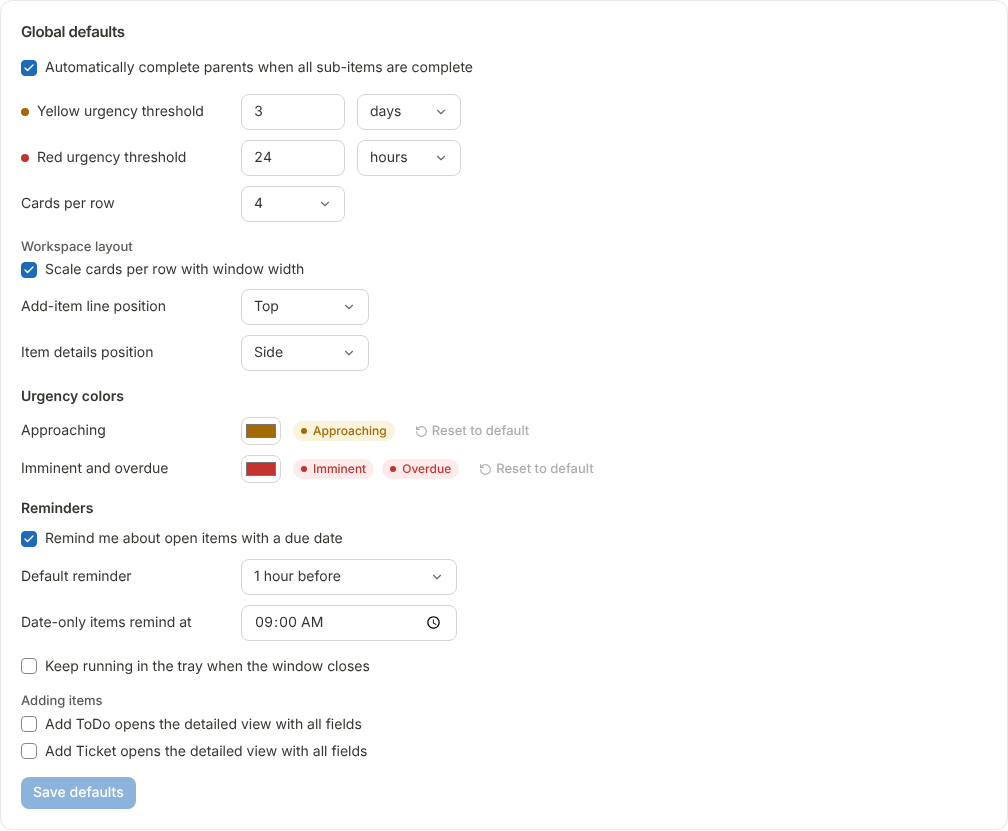 Global defaults
Automatically complete parents when all sub-items are complete
Yellow urgency threshold 3 days
Red urgency threshold 24 hours
Cards per row 4
Workspace layout
Scale cards per row with window width
Add-item line position Top
Item details position Side
Urgency colors
Approaching Approaching Reset to default
Imminent and overdue Imminent Overdue Reset to default
Reminders
Remind me about open items with a due date
Default reminder 1 hour before
Date-only items remind at 09:00 AM
Keep running in the tray when the window closes
Adding items
Add ToDo opens the detailed view with all fields
Add Ticket opens the detailed view with all fields
Save defaults